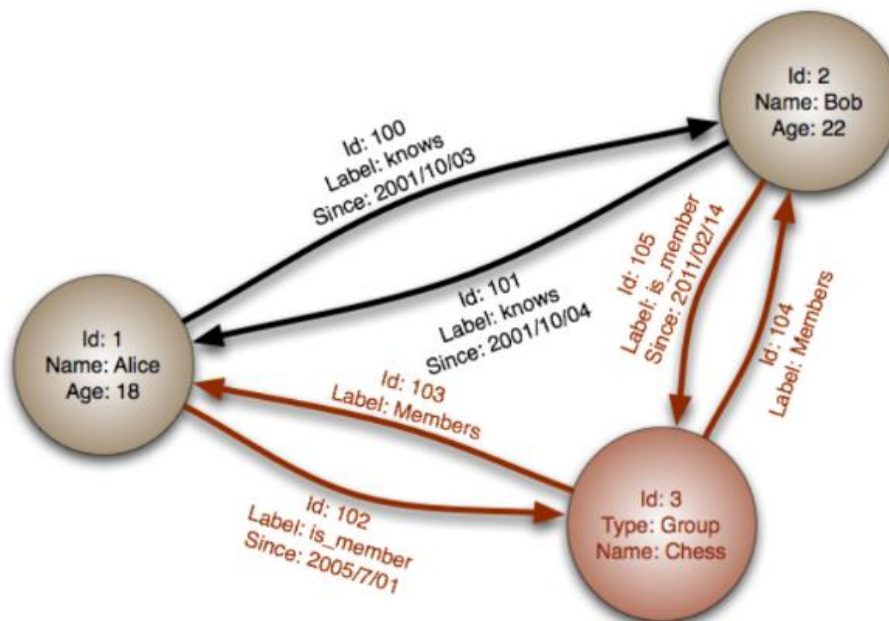 Id: 2
Name: Bob
Age: 22
Id: 100
Label: knows
Since: 2001/10/03
Id: 101
Label: knows
Since: 2001/10/04
Id: 105
Label: is_member
Since: 2011/02/14
Id: 104
Label: Members
Id: 1
Name: Alice
Age: 18
Id: 103
Label: Members
Id: 102
Label: is_member
Since: 2005/7/01
Id: 3
Type: Group
Name: Chess